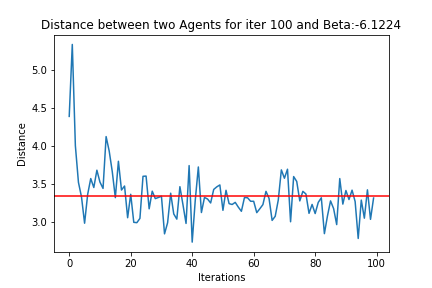 Distance between two Agents for iter 100 and Beta:-6.1224
5.0
4.5
4.0
3.5
3.0
Distance
0 20 40 60 80 100
Iterations